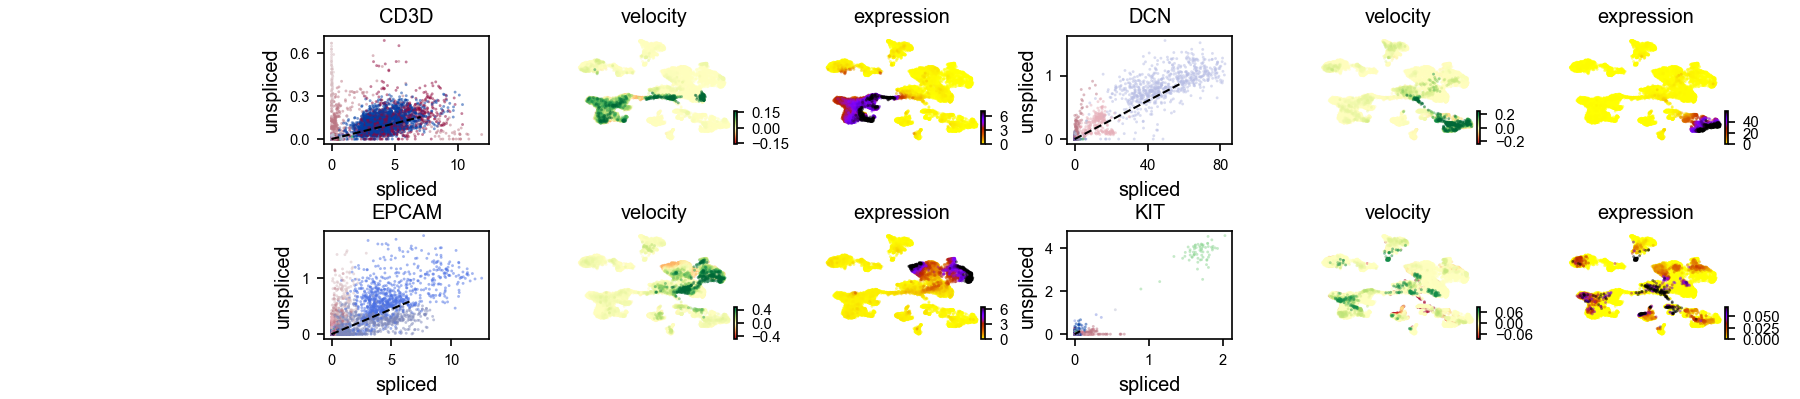 CD3D
velocity
expression
DCN
velocity
expression
unspliced
0.6
0.3
0.0
0
5
10
spliced
0.15
0.00
−0.15
6
3
0
unspliced
1
0
0
40
80
spliced
0.2
0.0
−0.2
40
20
0
EPCAM
velocity
expression
KIT
velocity
expression
unspliced
1
0
0
5
10
spliced
0.4
0.0
−0.4
6
3
0
unspliced
4
2
0
0
1
2
spliced
0.06
0.00
−0.06
0.050
0.025
0.000